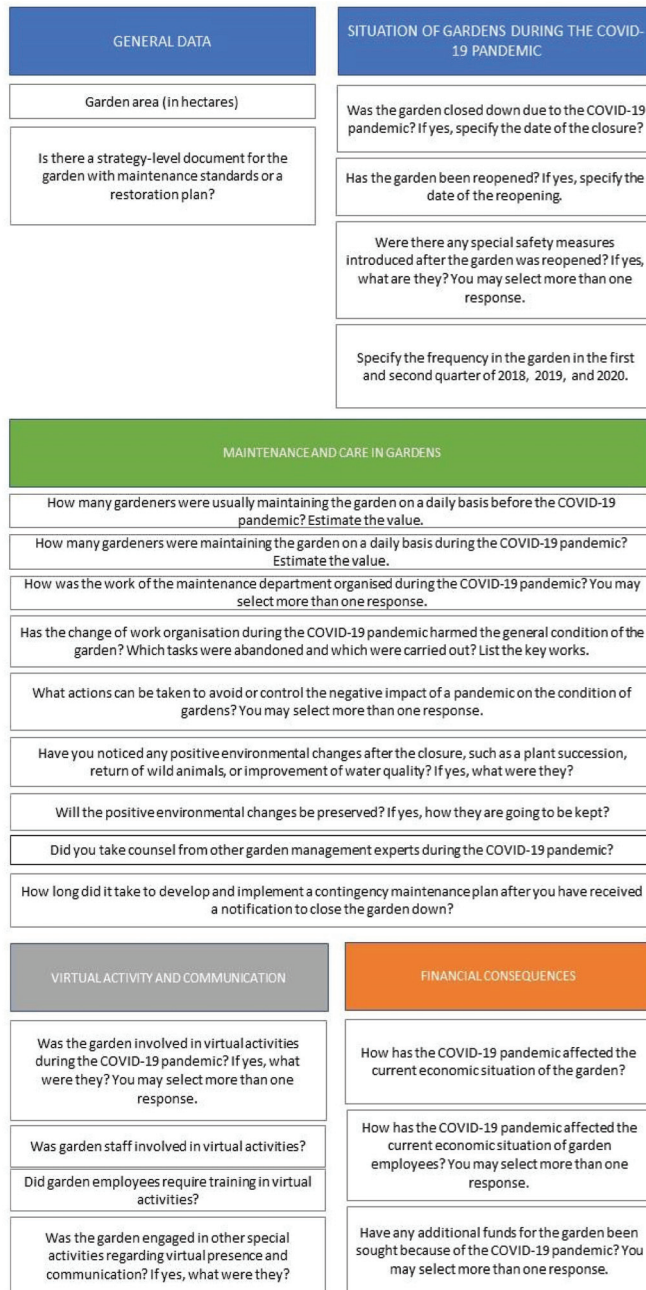 GENERAL DATA
Garden area (in hectares)
Is there a strategy-level document for the
garden with maintenance standards or a
restoration plan?
SITUATION OF GARDENS DURING THE COVID-
19 PANDEMIC
Was the garden closed down due to the COVID-19
pandemic? If yes, specify the date of the closure?
Has the garden been reopened? If yes, specify the
date of the reopening.
Were there any special safety measures
introduced after the garden was reopened? If yes,
what are they? You may select more than one
response.
Specify the frequency in the garden in the first
and second quarter of 2018, 2019, and 2020.
MAINTENANCE AND CARE IN GARDENS
How many gardeners were usually maintaining the garden on a daily basis before the COVID-19
pandemic? Estimate the value.
How many gardeners were maintaining the garden on a daily basis during the COVID-19 pandemic?
Estimate the value.
How was the work of the maintenance department organised during the COVID-19 pandemic? You may
select more than one response.
Has the change of work organisation during the COVID-19 pandemic harmed the general condition of the
garden? Which tasks were abandoned and which were carried out? List the key works.
What actions can be taken to avoid or control the negative impact of a pandemic on the condition of
gardens? You may select more than one response.
Have you noticed any positive environmental changes after the closure, such as a plant succession,
return of wild animals, or improvement of water quality? If yes, what were they?
Will the positive environmental changes be preserved? If yes, how they are going to be kept?
Did you take counsel from other garden management experts during the COVID-19 pandemic?
How long did it take to develop and implement a contingency maintenance plan after you have received
a notification to close the garden down?
VIRTUAL ACTIVITY AND COMMUNICATION
Was the garden involved in virtual activities
during the COVID-19 pandemic? If yes, what
were they? You may select more than one
response.
Was garden staff involved in virtual activities?
Did garden employees require training in virtual
activities?
Was the garden engaged in other special
activities regarding virtual presence and
communication? If yes, what were they?
FINANCIAL CONSEQUENCES
How has the COVID-19 pandemic affected the
current economic situation of the garden?
How has the COVID-19 pandemic affected the
current economic situation of garden
employees? You may select more than one
response.
Have any additional funds for the garden been
sought because of the COVID-19 pandemic? You
may select more than one response.